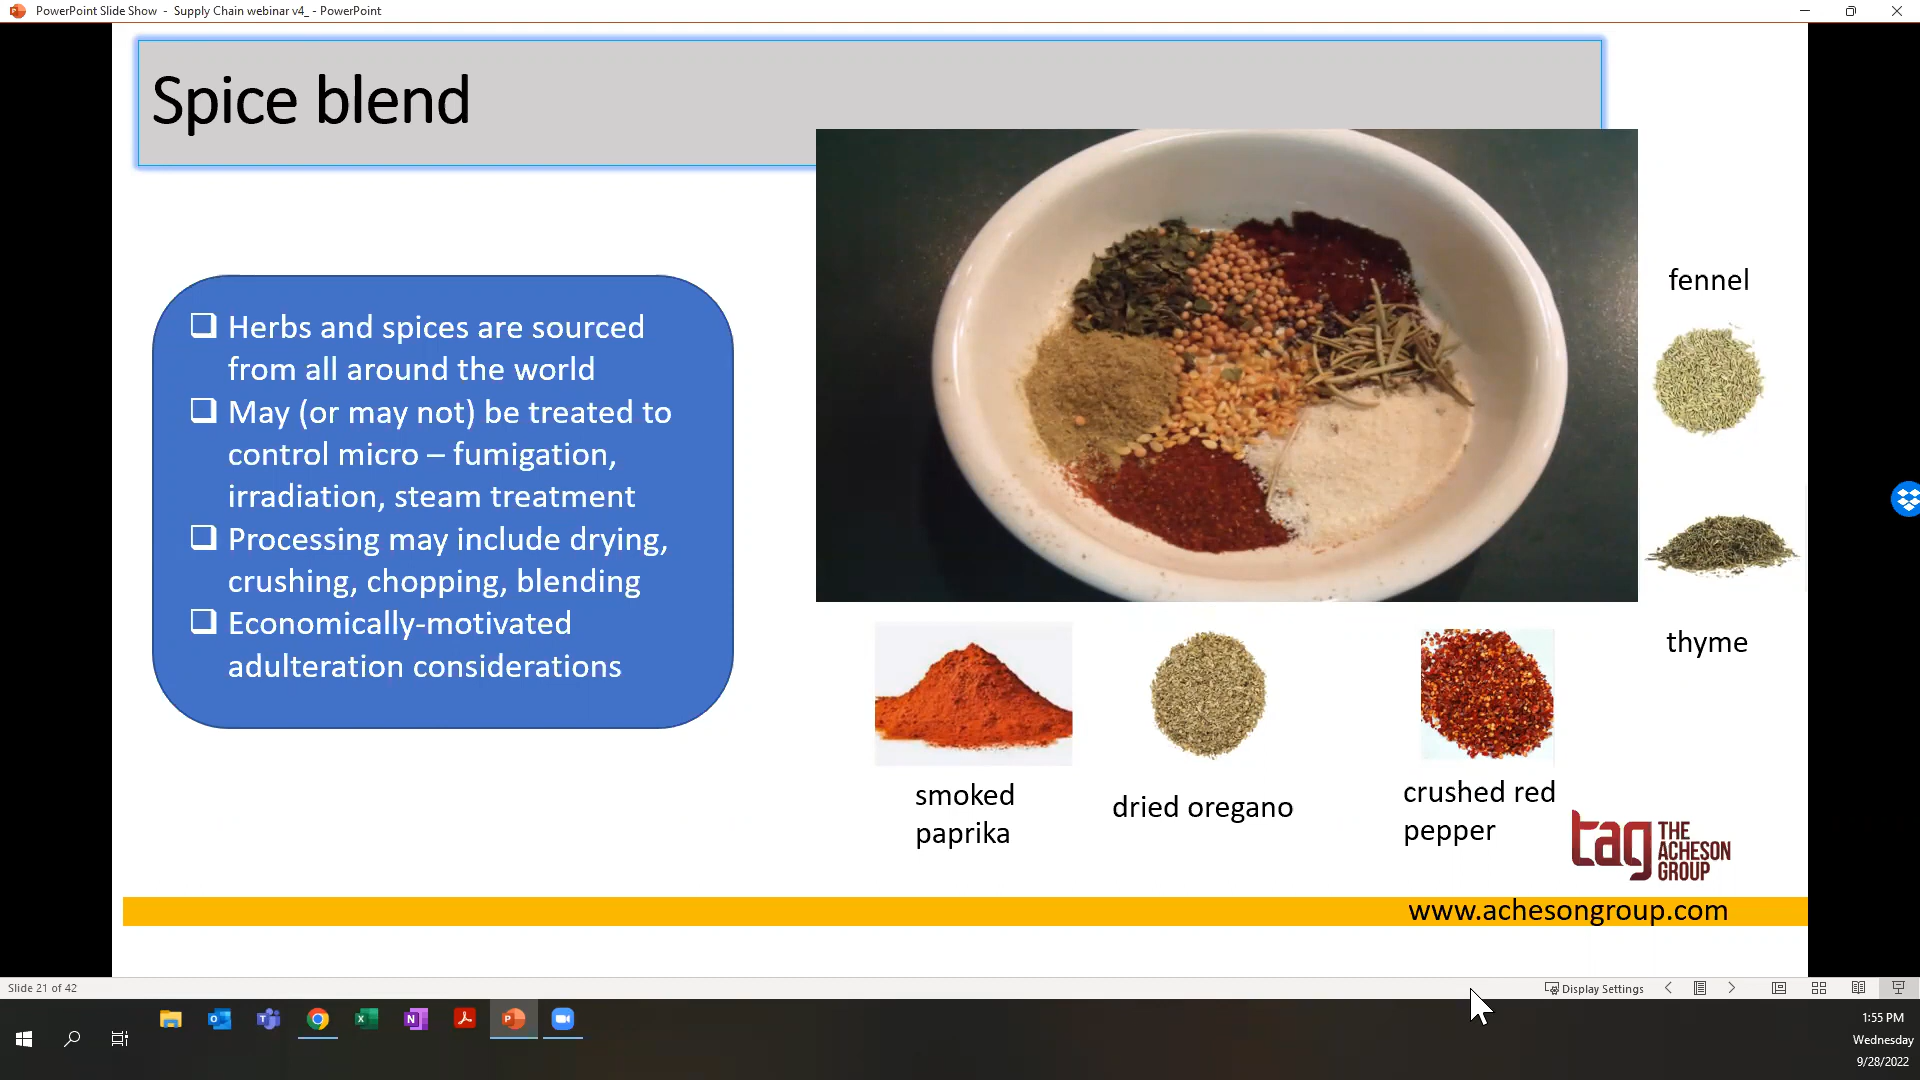 PowerPoint Slide Show - Supply Chain webinar v4_ - PowerPoint
Spice blend
❑ Herbs and spices are sourced
from all around the world
❑ May (or may not) be treated to
control micro – fumigation,
irradiation, steam treatment
❑ Processing may include drying,
crushing, chopping, blending
❑ Economically-motivated
adulteration considerations
fennel
thyme
smoked
paprika
dried oregano
crushed red
pepper
tag THE
ACHESON
GROUP
www.achesongroup.com
Slide 21 of 42
Display Settings
1:55 PM
Wednesday
9/28/2022